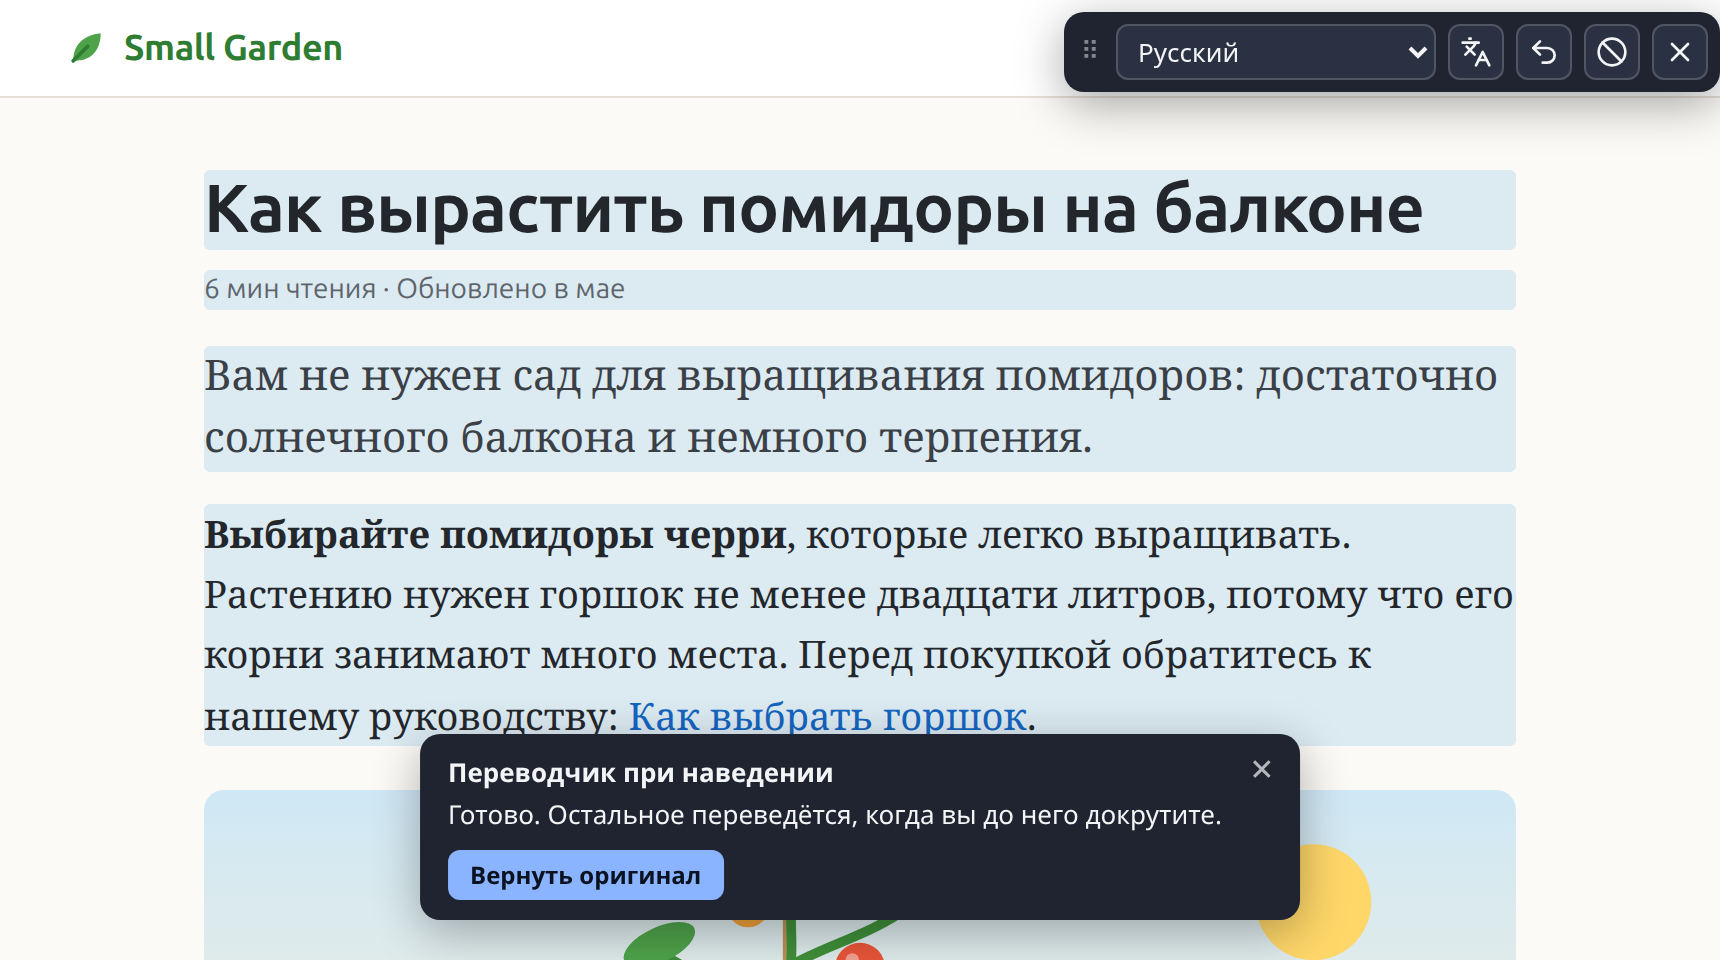 Small Garden
Русский
Как вырастить помидоры на балконе
6 мин чтения · Обновлено в мае
Вам не нужен сад для выращивания помидоров: достаточно
солнечного балкона и немного терпения.
Выбирайте помидоры черри, которые легко выращивать.
Растению нужен горшок не менее двадцати литров, потому что его
корни занимают много места. Перед покупкой обратитесь к
нашему руководству: Как выбрать горшок.
Переводчик при наведении
Готово. Остальное переведётся, когда вы до него докрутите.
Вернуть оригинал